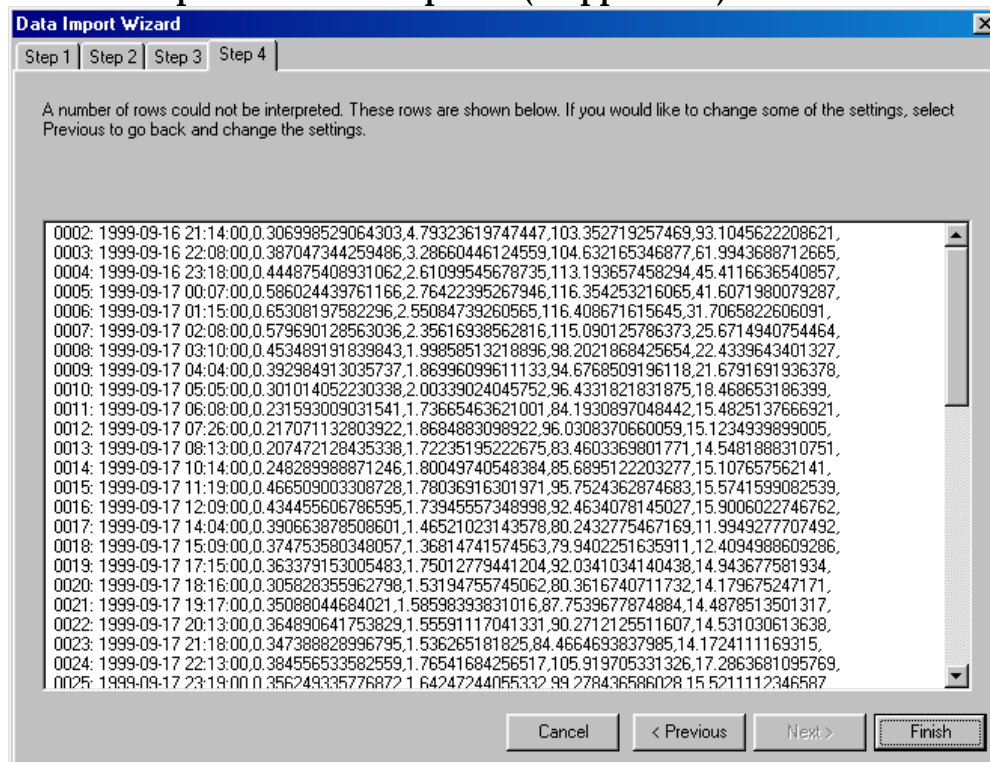 Data Import Wizard
Step 1 Step 2 Step 3 Step 4
A number of rows could not be interpreted. These rows are shown below. If you would like to change some of the settings, select
Previous to go back and change the settings.
0002: 1999-09-16 21:14:00,0.306998529064303,4.79323619747447,103.352719257469,93.1045622208621,
0003: 1999-09-16 22:08:00,0.387047344259486,3.28660446124559,104.632165346877,61.9943688712665,
0004: 1999-09-16 23:18:00,0.444875408931062,2.61099545678735,113.193657458294,45.4116636540857,
0005: 1999-09-17 00:07:00,0.586024439761166,2.76422395267946,116.354253216065,41.6071980079287,
0006: 1999-09-17 01:15:00,0.65308197582296,2.55084739260565,116.408671615645,31.7065822606091,
0007: 1999-09-17 02:08:00,0.579690128563036,2.35616938562816,115.090125786373,25.6714940754464,
0008: 1999-09-17 03:10:00,0.453489191839843,1.99858513218896,98.2021868425654,22.4339643401327,
0009: 1999-09-17 04:04:00,0.392984913035737,1.86996099611133,94.6768509196118,21.6791691936378,
0010: 1999-09-17 05:05:00,0.301014052230338,2.00339024045752,96.4331821831875,18.4686531 86399,
0011: 1999-09-17 06:08:00,0.231593009031541,1.73665463621001,84.1930897048442,15.4825137666921,
0012: 1999-09-17 07:26:00,0.217071132803922,1.8684883098922,96.0308370660059,15.1234939899005,
0013: 1999-09-17 08:13:00,0.207472128435338,1.72235195222675,83.4603369801771,14.5481888310751,
0014: 1999-09-17 10:14:00,0.248289988871246,1.80049740548384,85.6895122203277,15.107657562141,
0015: 1999-09-17 11:19:00,0.466509003308728,1.78036916301971,95.7524362874683,15.5741599082539,
0016: 1999-09-17 12:09:00,0.434455606786595,1.73945557348998,92.4634078145027,15.9006022746762,
0017: 1999-09-17 14:04:00,0.390663878508601,1.46521023143578,80.2432775467169,11.9949277707492,
0018: 1999-09-17 15:09:00,0.374753580348057,1.36814741574563,79.9402251635911,12.4094988609286,
0019: 1999-09-17 17:15:00,0.363379153005483,1.75012779441204,92.0341034140438,14.943677581934,
0020: 1999-09-17 18:16:00,0.305828355962798,1.53194755745062,80.3616740711732,14.179675247171,
0021: 1999-09-17 19:17:00,0.35088044684021,1.58598393831016,87.7539677874884,14.4878513501317,
0022: 1999-09-17 20:13:00,0.364890641753829,1.55591117041331,90.2712125511607,14.531030613638,
0023: 1999-09-17 21:18:00,0.347388828996795,1.536265181825,84.4664693837985,14.17241111169315,
0024: 1999-09-17 22:13:00,0.384556533582559,1.76541684256517,105.919705331326,17.2863681095769,
0025: 1999-09-17 23:19:00,0.356249335776872,1.64247244055332,99.278436586028,15.5211112346587
Cancel < Previous Next > Finish